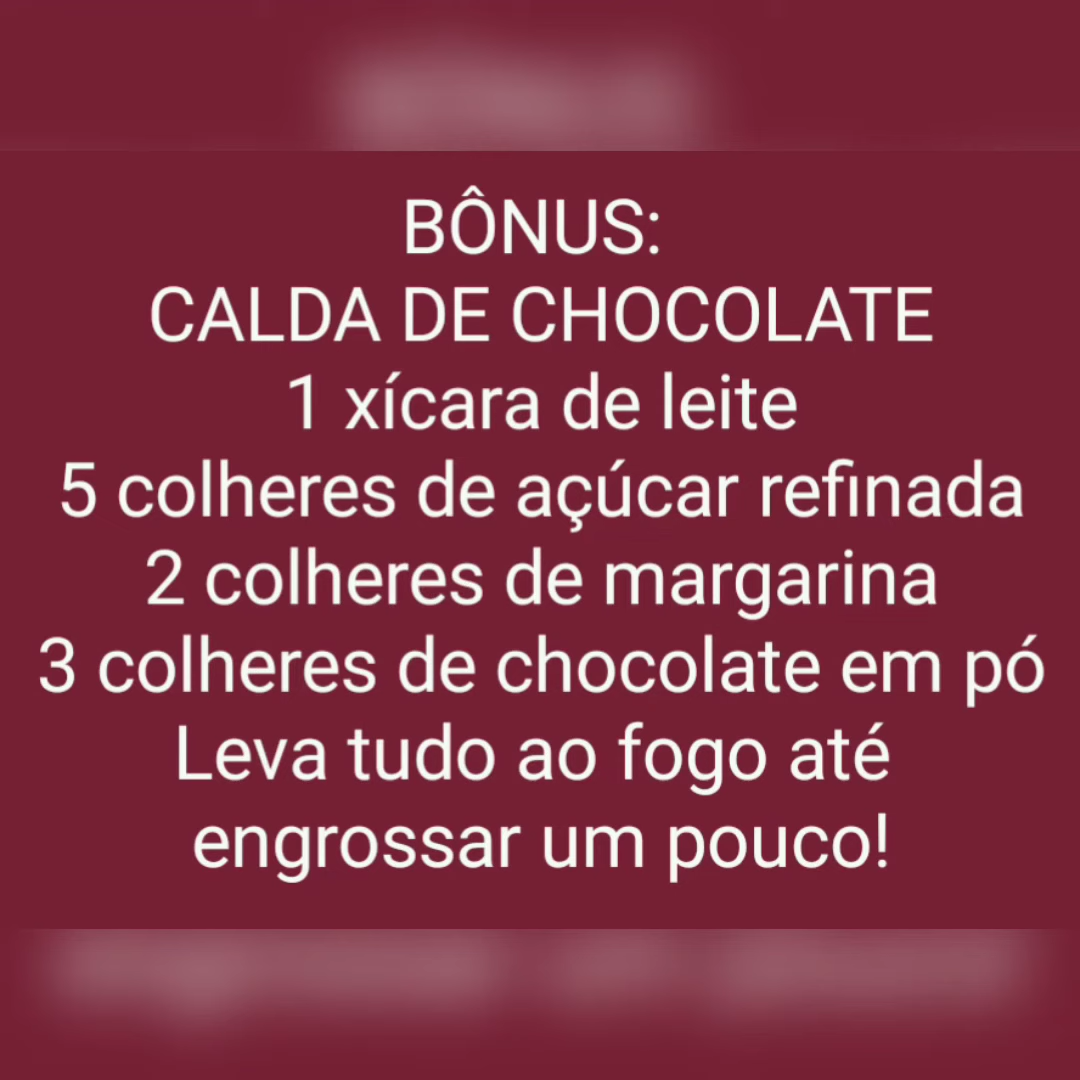 BÔNUS:
CALDA DE CHOCOLATE
1 xícara de leite
5 colheres de açúcar refinada
2 colheres de margarina
3 colheres de chocolate em pó
Leva tudo ao fogo até
engrossar um pouco!